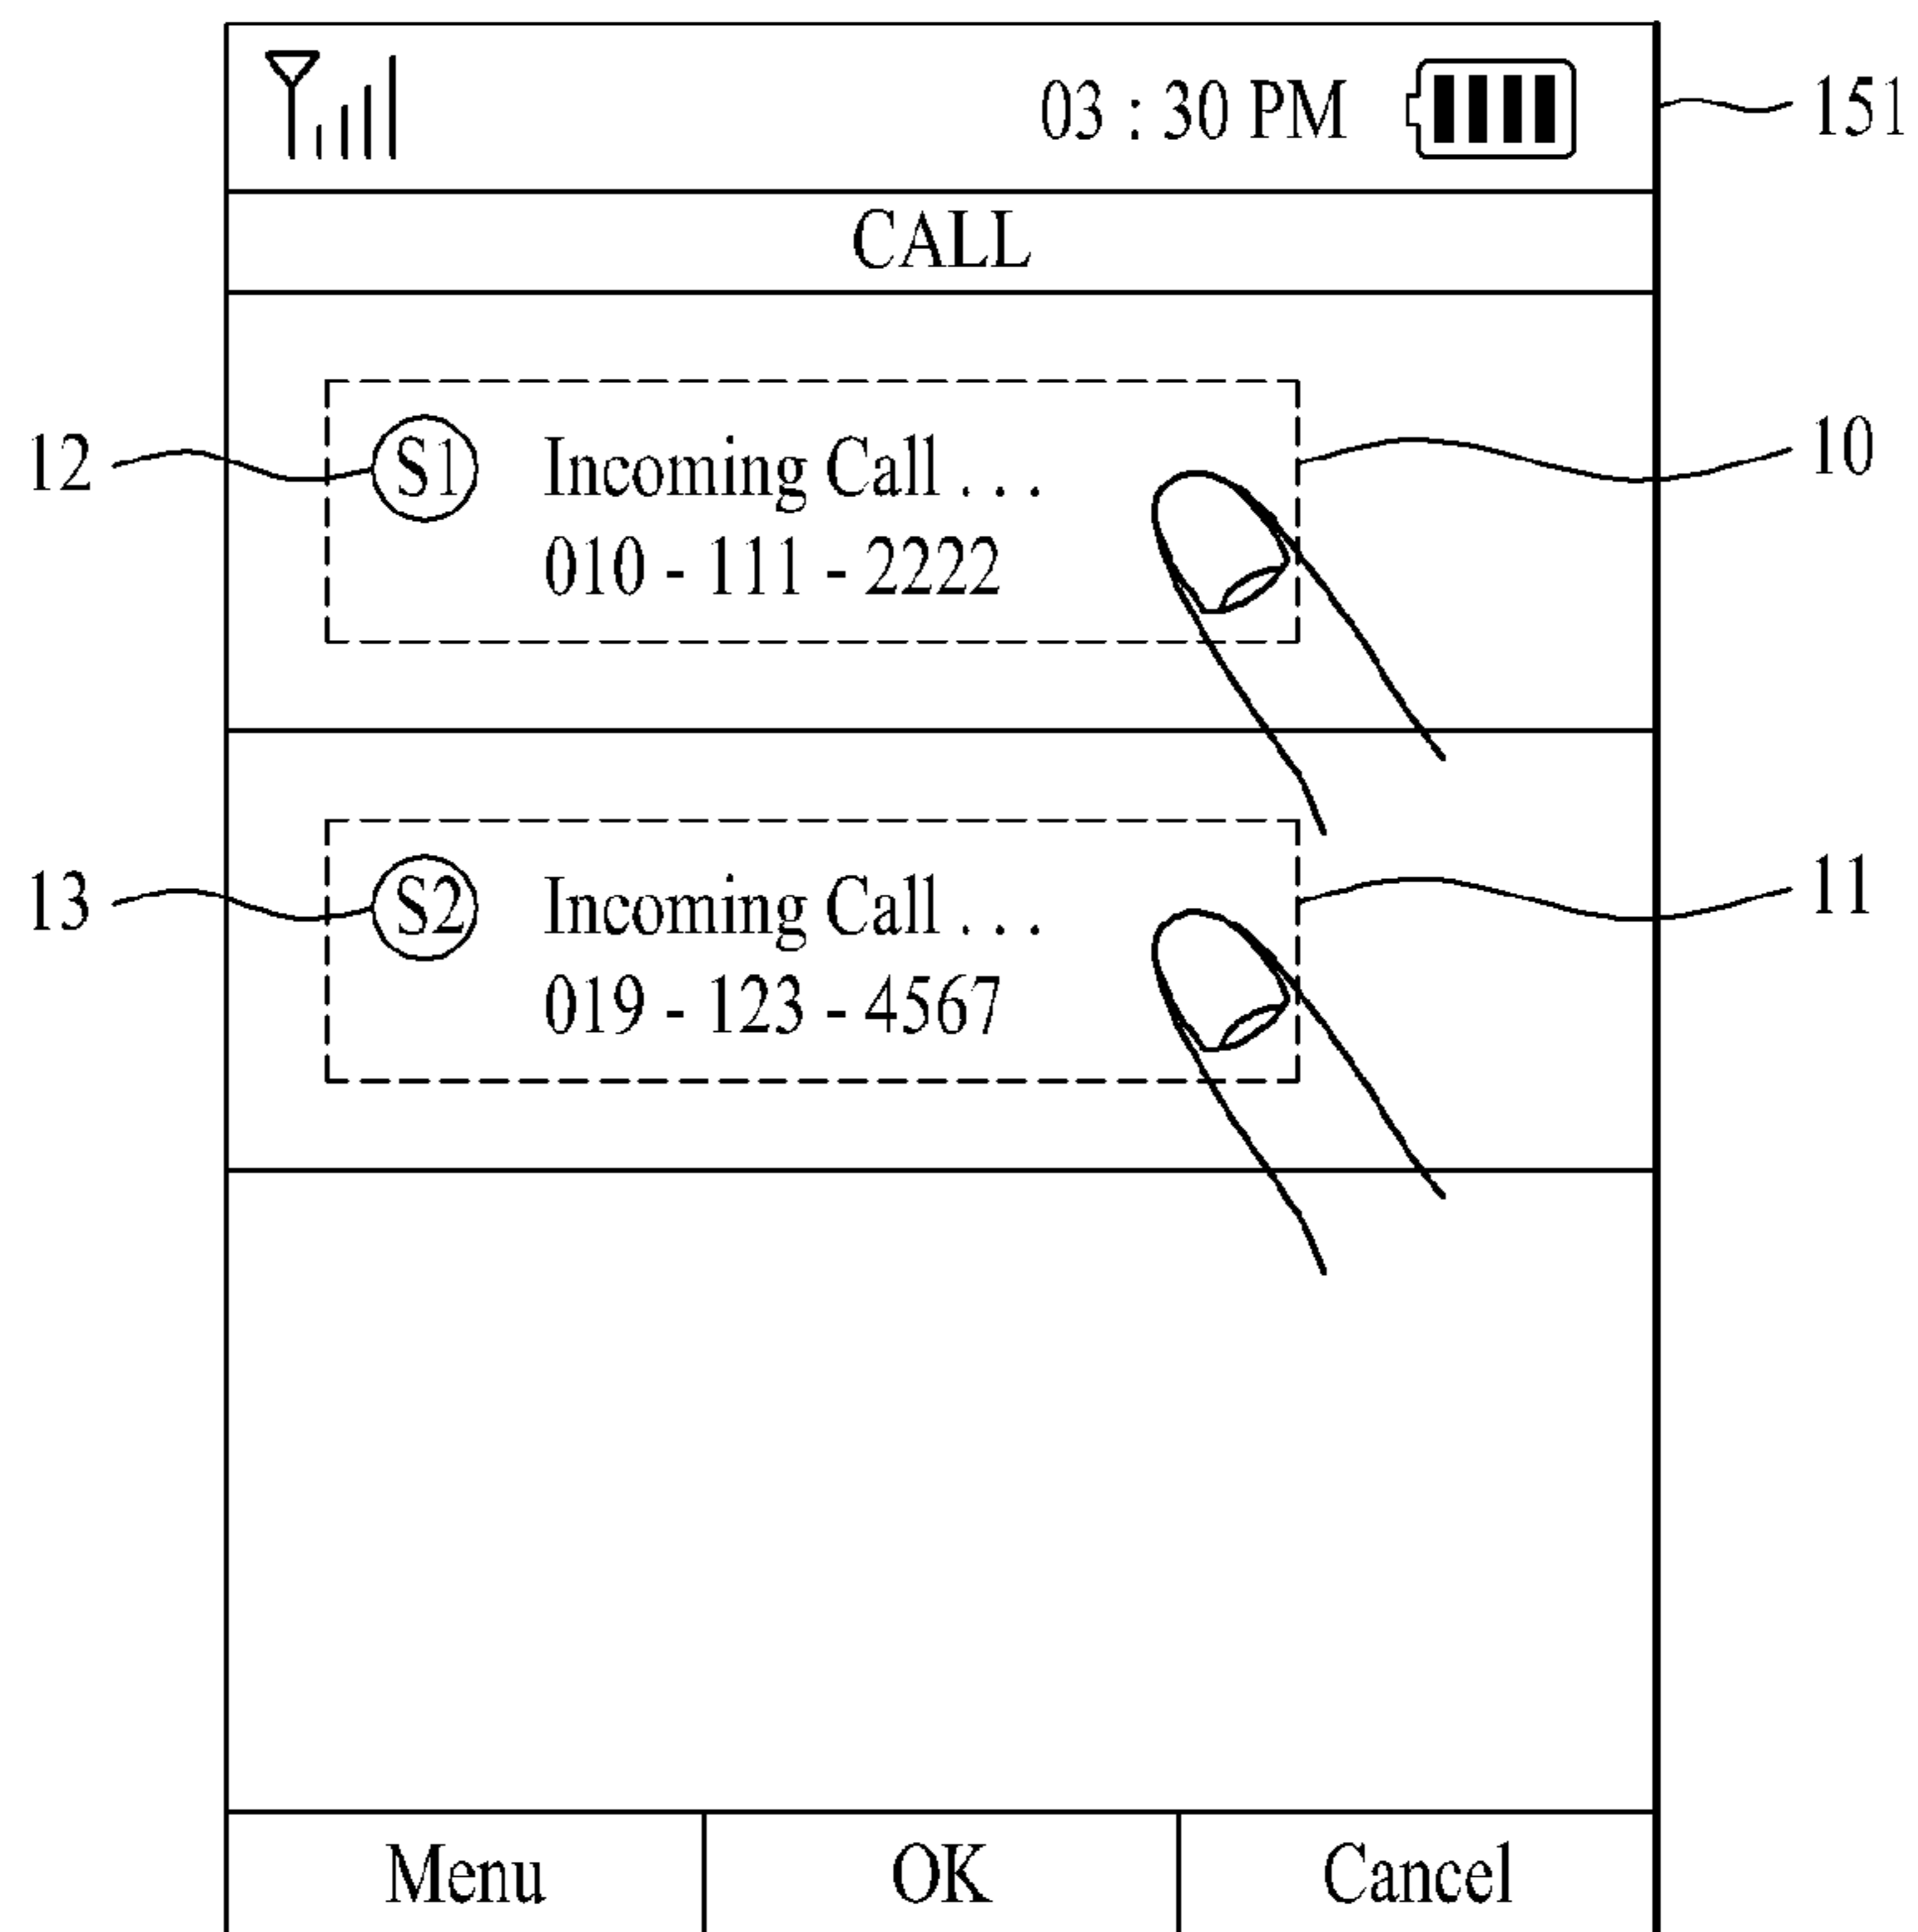 03 : 30 PM
151
CALL
12
S1
Incoming Call . . .
10
010 - 111 - 2222
13
S2
Incoming Call . . .
11
019 - 123 - 4567
Menu
OK
Cancel